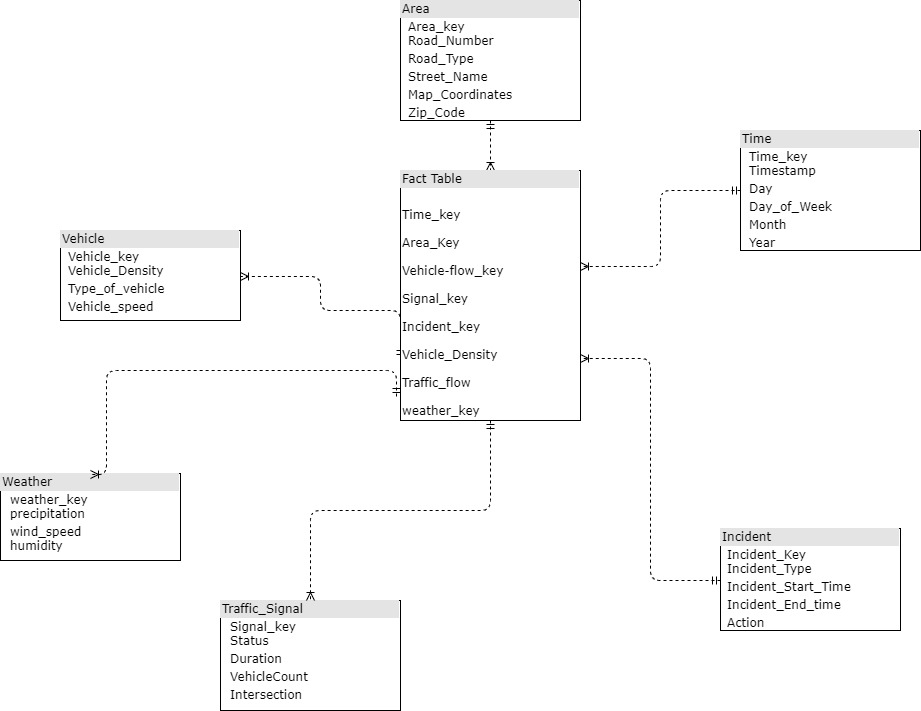 Area
Area_key
Road_Number
Road_Type
Street_Name
Map_Coordinates
Zip_Code
Time
Time_key
Timestamp
Day
Day_of_Week
Month
Year
Fact Table
Time_key
Area_Key
Vehicle-flow_key
Signal_key
Incident_key
Vehicle_Density
Traffic_flow
weather_key
Vehicle
Vehicle_key
Vehicle_Density
Type_of_vehicle
Vehicle_speed
Weather
weather_key
precipitation
wind_speed
humidity
Incident
Incident_Key
Incident_Type
Incident_Start_Time
Incident_End_time
Action
Traffic_Signal
Signal_key
Status
Duration
VehicleCount
Intersection